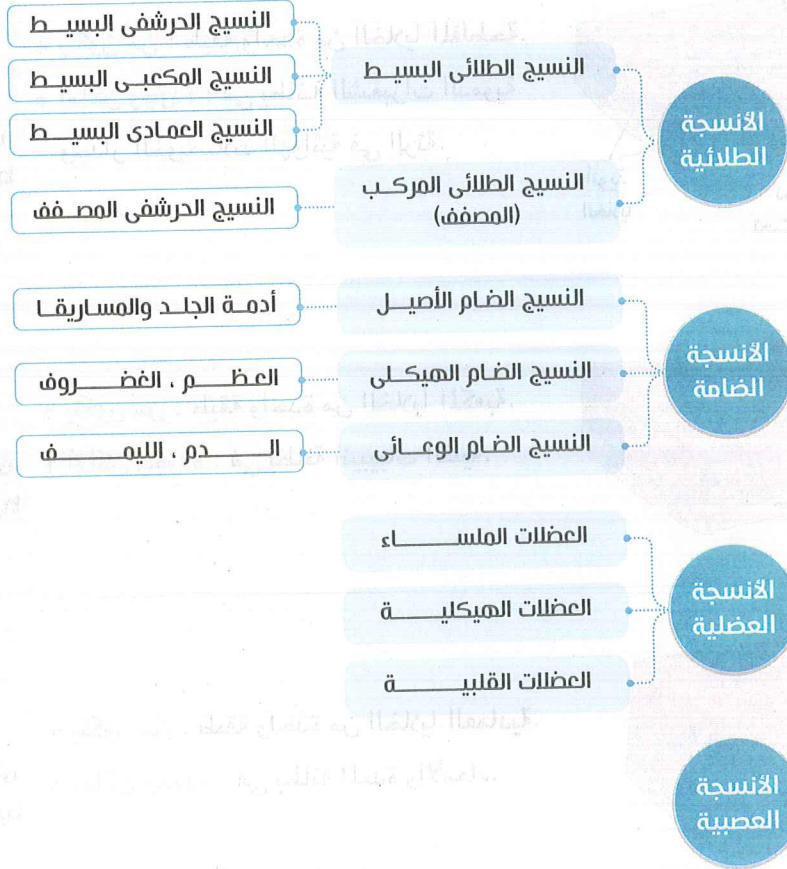 الأنسجة
الطلائية
النسيج الطلائى البسيط
النسيج الحرشفى البسيط
النسيج المكعبى البسيط
النسيج العمادى البسيط
النسيج الطلائى المركب
(المصفف)
النسيج الحرشفى المصفف
الأنسجة
الضامة
النسيج الضام الأصيل
أدمة الجلد والمساريقا
النسيج الضام الهيكلى
العظم ، الغضروف
النسيج الضام الوعائى
الدم ، الليمف
الأنسجة
العضلية
العضلات الملساء
العضلات الهيكلية
العضلات القلبية
الأنسجة
العصبية